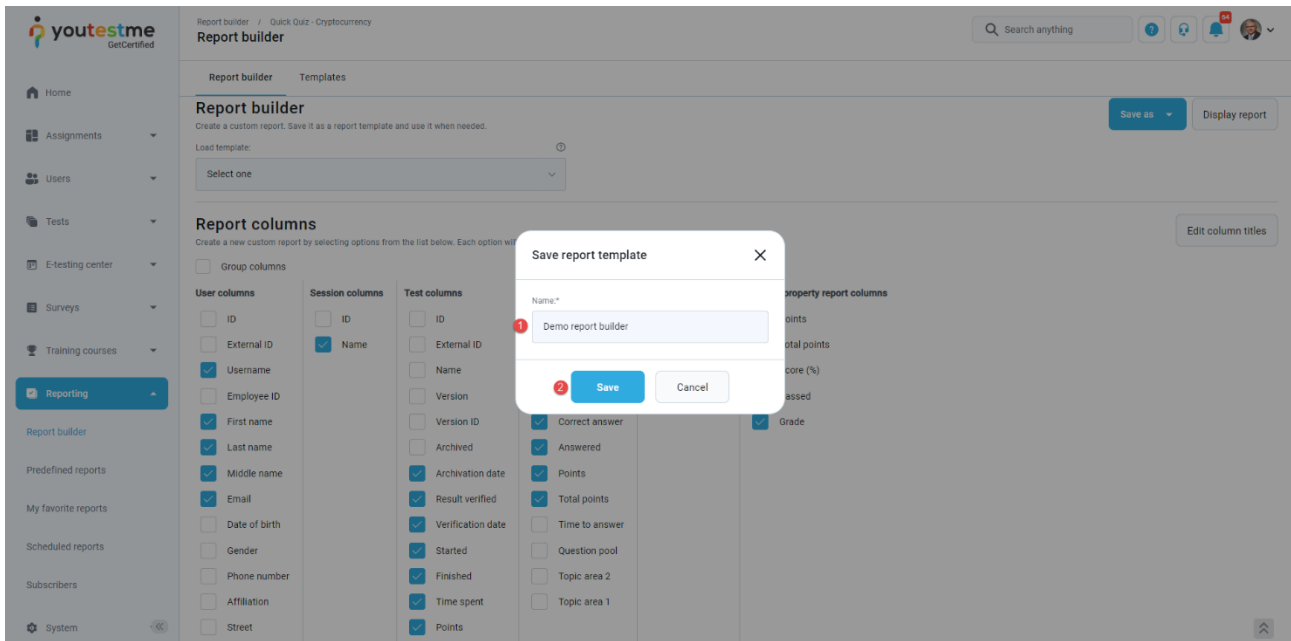 youtestme
GetCertified
Report builder / Quick Quiz - Cryptocurrency
Report builder
Search anything
?
64
Home
Assignments
Users
Tests
E-testing center
Surveys
Training courses
Reporting
Report builder
Predefined reports
My favorite reports
Scheduled reports
Subscribers
System
Report builder Templates
Report builder
Create a custom report. Save it as a report template and use it when needed.
Save as Display report
Load template: ?
Select one
Report columns
Create a new custom report by selecting options from the list below. Each option
Edit column titles
Group columns
User columns
ID
External ID
Username
Employee ID
First name
Last name
Middle name
Email
Date of birth
Gender
Phone number
Affiliation
Street
Session columns
ID
Name
Test columns
ID
External ID
Name
Version
Version ID
Archived
Archivation date
Result verified
Verification date
Started
Finished
Time spent
Points
Correct answer
Answered
Points
Total points
Time to answer
Question pool
Topic area 2
Topic area 1
property report columns
oints
otal points
core (%)
assed
Grade
Save report template
Name:*
1 Demo report builder
2 Save Cancel